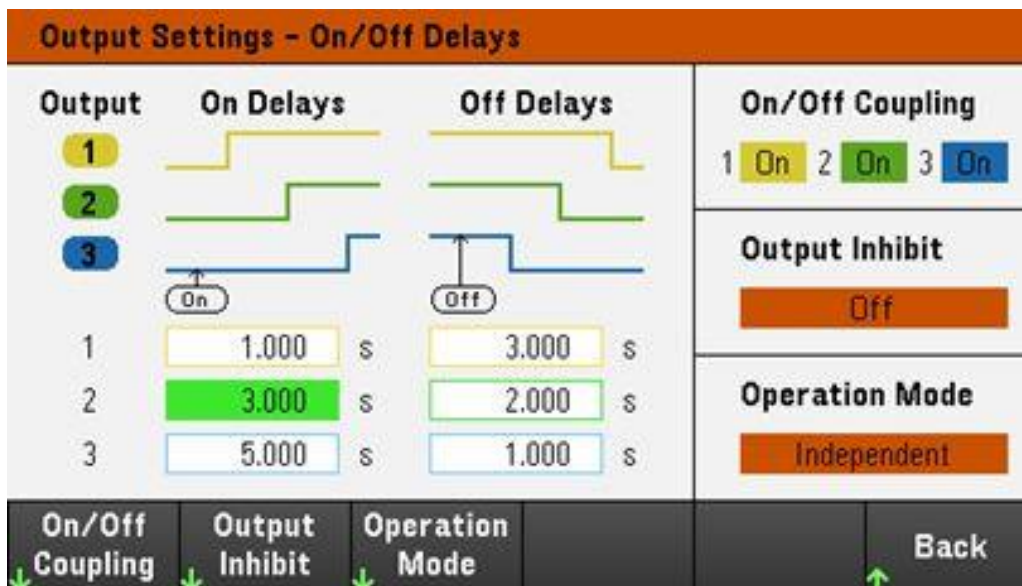 Output Settings - On/Off Delays
Output On Delays Off Delays
1
2
3
On Off
1 1.000 s 3.000 s
2 3.000 s 2.000 s
3 5.000 s 1.000 s
On/Off Coupling
1 On 2 On 3 On
Output Inhibit
Off
Operation Mode
Independent
On/Off Coupling
Output Inhibit
Operation Mode
Back